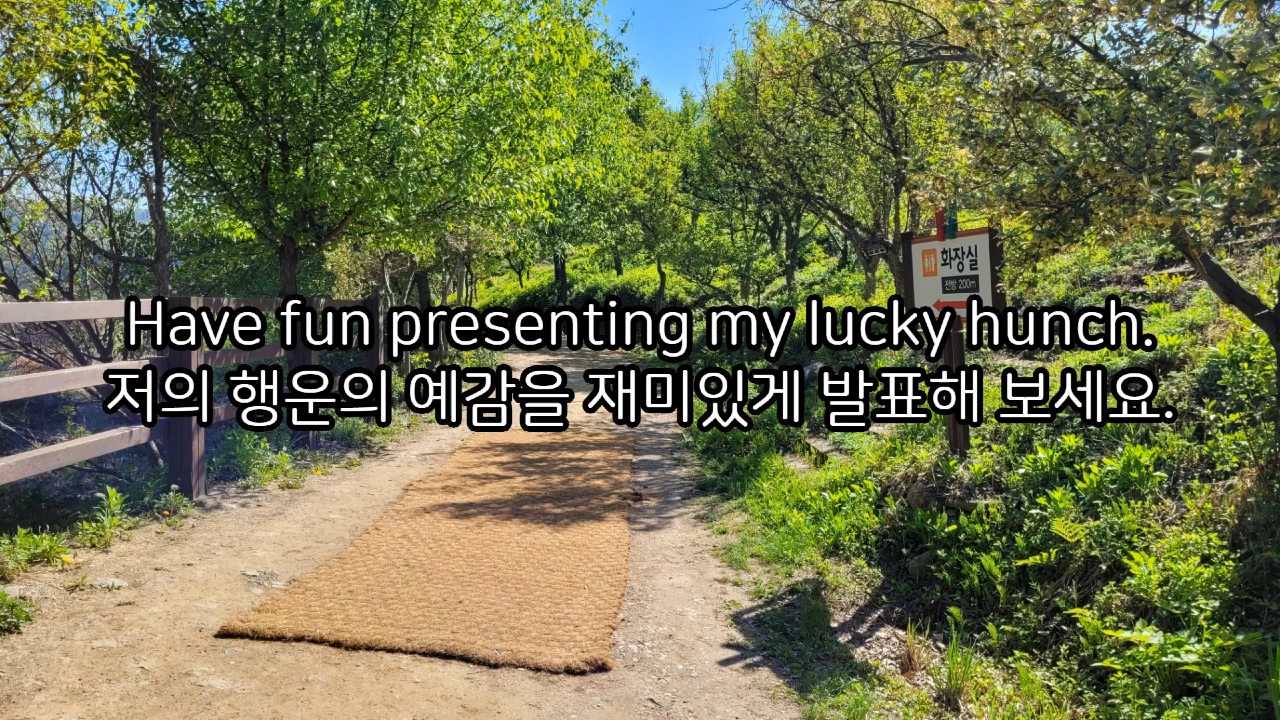 화장실
전방 200m
Have fun presenting my lucky hunch.
저의 행운의 예감을 재미있게 발표해 보세요.